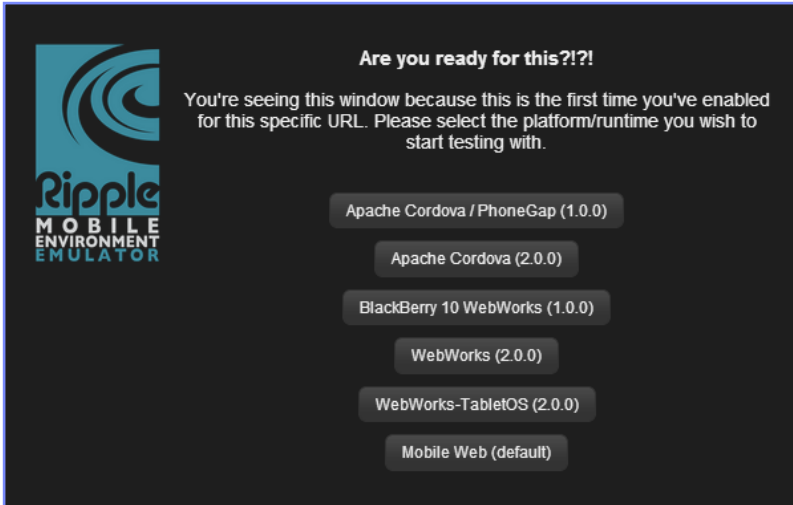 Are you ready for this?!?!
You're seeing this window because this is the first time you've enabled
for this specific URL. Please select the platform/runtime you wish to
start testing with.
Ripple
MOBILE
ENVIRONMENT
EMULATOR
Apache Cordova / PhoneGap (1.0.0)
Apache Cordova (2.0.0)
BlackBerry 10 WebWorks (1.0.0)
WebWorks (2.0.0)
WebWorks-TabletOS (2.0.0)
Mobile Web (default)